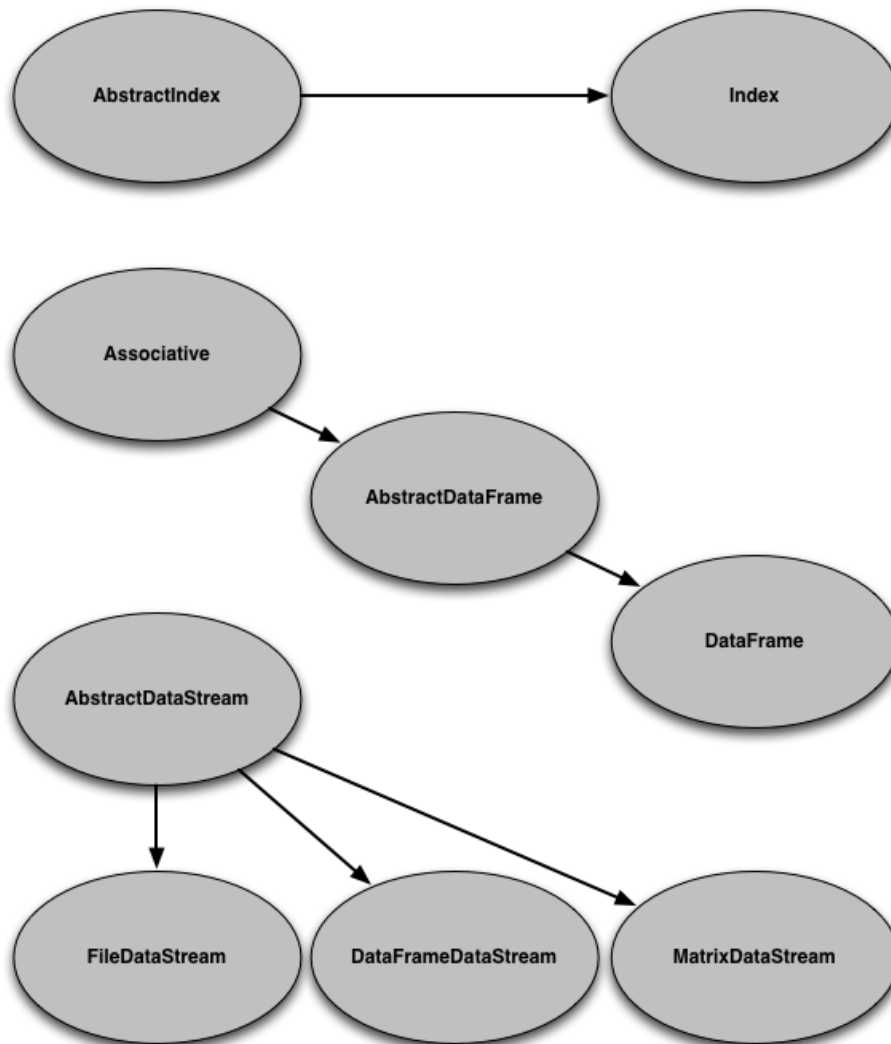 AbstractIndex
Index
Associative
AbstractDataFrame
DataFrame
AbstractDataStream
FileDataStream
DataFrameDataStream
MatrixDataStream